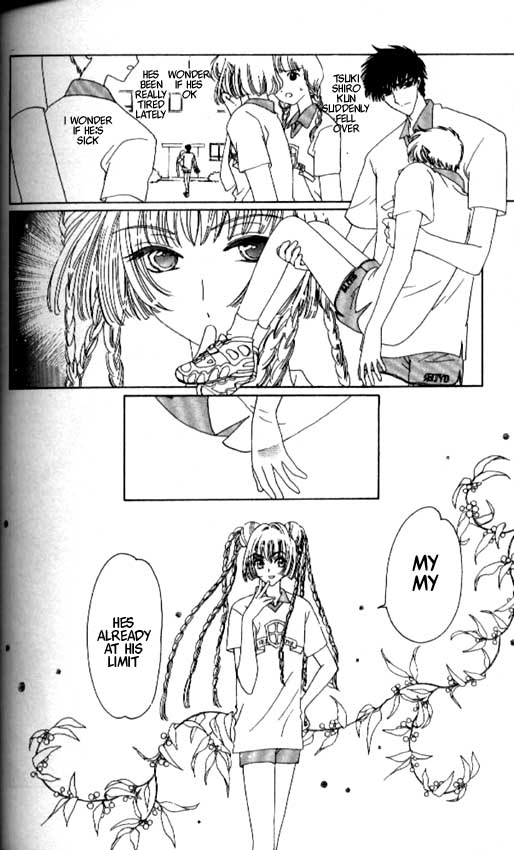 TSUKI
SHIRO
KUN
SUDDENLY
FELL
OVER
WONDER
IF HES
OK
HES
BEEN
REALLY
TIRED
LATELY
I WONDER
IF HE:S
SICK
MY
MY
HES
ALREADY
AT HIS
LIMIT